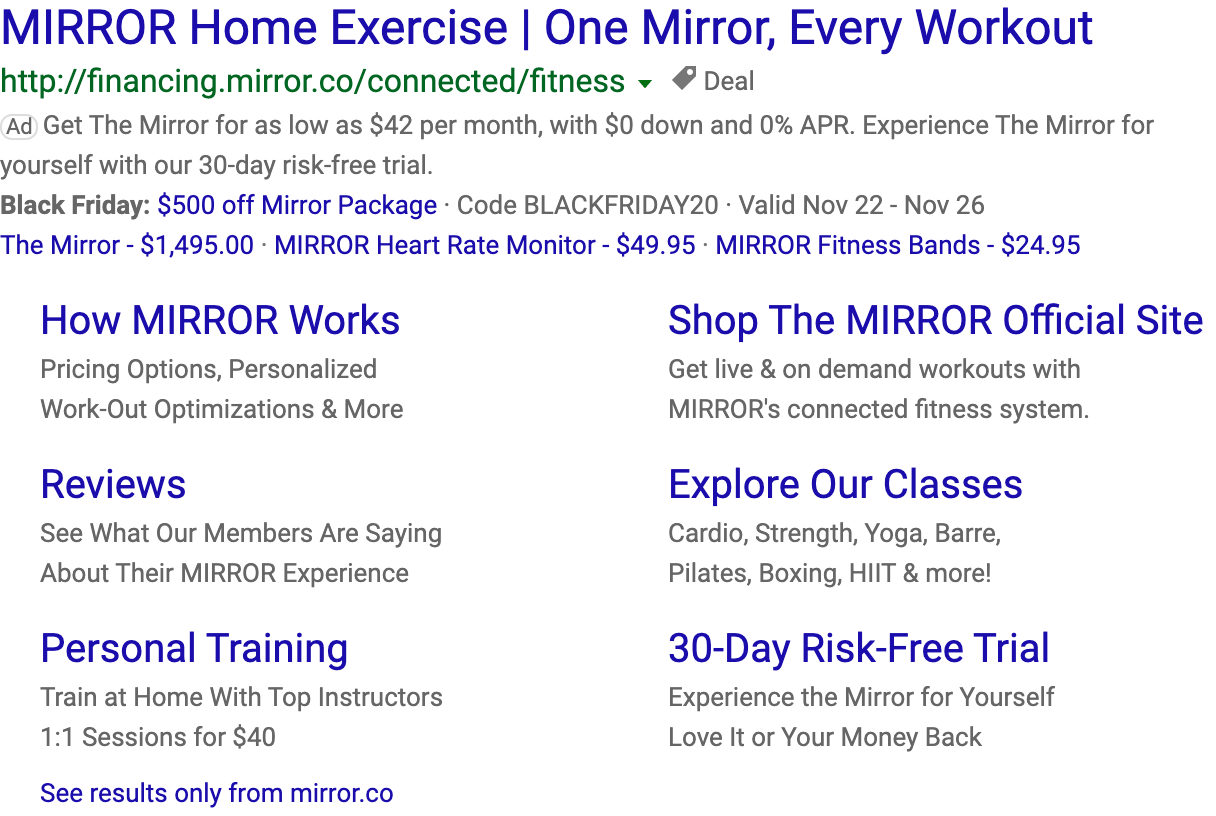 MIRROR Home Exercise | One Mirror, Every Workout
http://financing.mirror.co/connected/fitness Deal
Ad Get The Mirror for as low as $42 per month, with $0 down and 0% APR. Experience The Mirror for
yourself with our 30-day risk-free trial.
Black Friday: $500 off Mirror Package · Code BLACKFRIDAY20 · Valid Nov 22 - Nov 26
The Mirror - $1,495.00 · MIRROR Heart Rate Monitor - $49.95 · MIRROR Fitness Bands - $24.95
How MIRROR Works
Pricing Options, Personalized
Work-Out Optimizations & More
Shop The MIRROR Official Site
Get live & on demand workouts with
MIRROR's connected fitness system.
Reviews
See What Our Members Are Saying
About Their MIRROR Experience
Explore Our Classes
Cardio, Strength, Yoga, Barre,
Pilates, Boxing, HIIT & more!
Personal Training
Train at Home With Top Instructors
1:1 Sessions for $40
30-Day Risk-Free Trial
Experience the Mirror for Yourself
Love It or Your Money Back
See results only from mirror.co